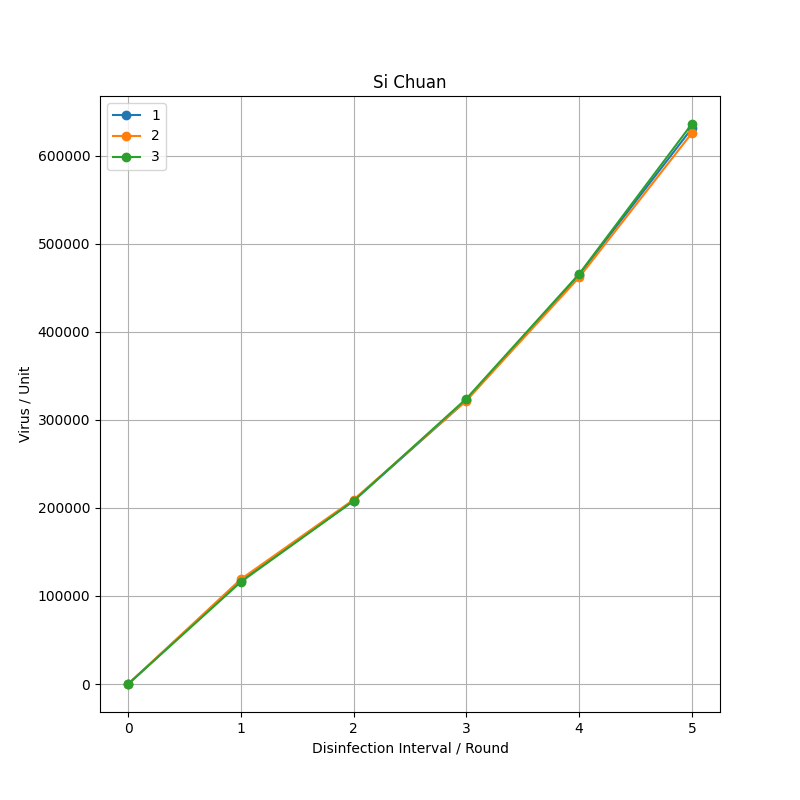 Si Chuan
1
2
3
600000
500000
400000
300000
200000
100000
0
Virus / Unit
0 1 2 3 4 5
Disinfection Interval / Round